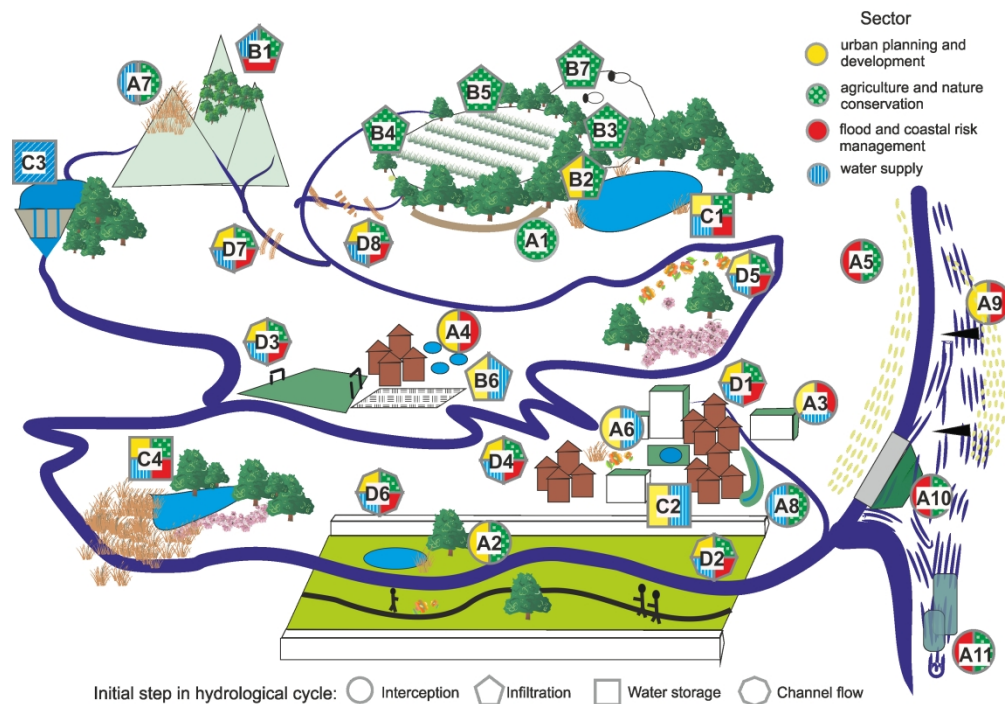 Sector
urban planning and
development
agriculture and nature
conservation
flood and coastal risk
management
water supply
B1
A7
B7
B5
B4
B3
C3
B2
C1
A1
D7
D8
D5
A5
A9
A4
D3
B6
D1
A3
A6
C4
D4
D6
C2
A8
A10
A2
D2
A11
Initial step in hydrological cycle: Interception Infiltration Water storage Channel flow